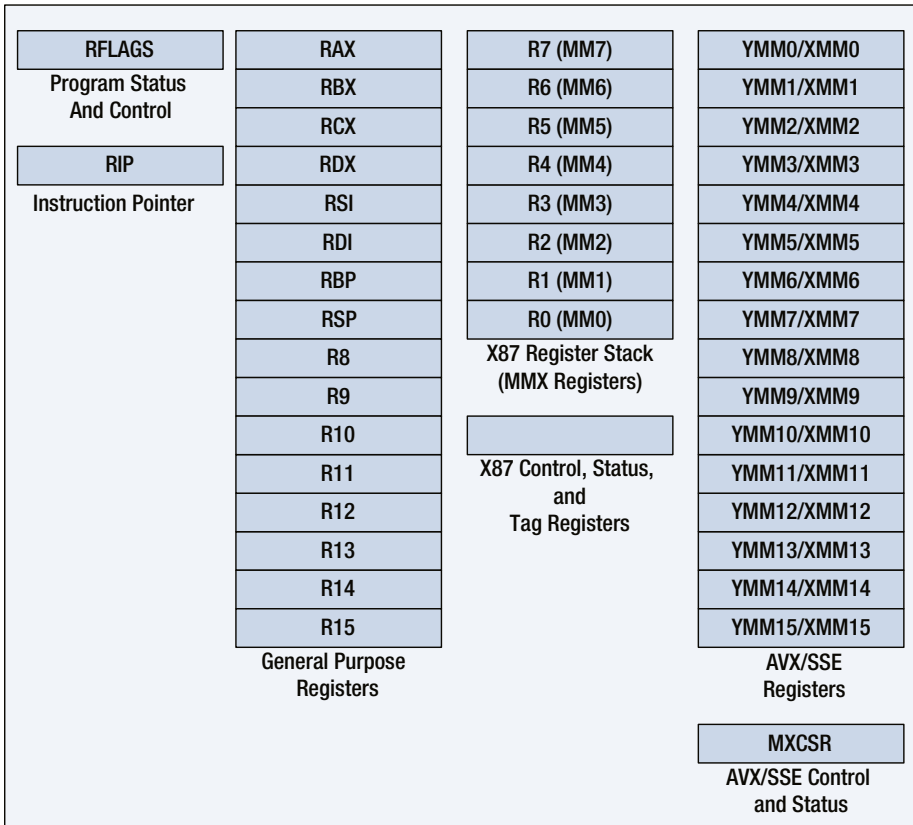 RFLAGS
Program Status
And Control
RIP
Instruction Pointer
RAX
RBX
RCX
RDX
RSI
RDI
RBP
RSP
R8
R9
R10
R11
R12
R13
R14
R15
General Purpose
Registers
R7 (MM7)
R6 (MM6)
R5 (MM5)
R4 (MM4)
R3 (MM3)
R2 (MM2)
R1 (MM1)
R0 (MM0)
X87 Register Stack
(MMX Registers)
X87 Control, Status,
and
Tag Registers
YMM0/XMM0
YMM1/XMM1
YMM2/XMM2
YMM3/XMM3
YMM4/XMM4
YMM5/XMM5
YMM6/XMM6
YMM7/XMM7
YMM8/XMM8
YMM9/XMM9
YMM10/XMM10
YMM11/XMM11
YMM12/XMM12
YMM13/XMM13
YMM14/XMM14
YMM15/XMM15
AVX/SSE
Registers
MXCSR
AVX/SSE Control
and Status